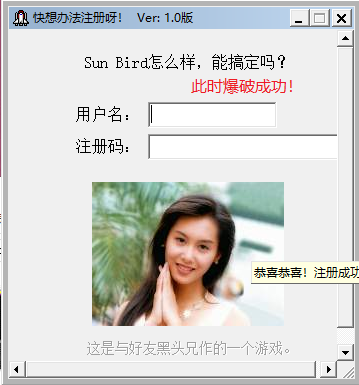 快想办法注册呀! Ver: 1.0版
Sun Bird怎么样，能搞定吗？
此时爆破成功!
用户名：
注册码：
恭喜恭喜! 注册成功
这是与好友黑头兄作的一个游戏。